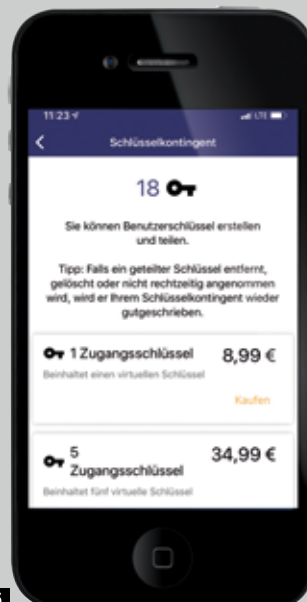 11:23
LTE
Schlüsselkontingent
18
Sie können Benutzerschlüssel erstellen
und teilen.
Tipp: Falls ein geteilter Schlüssel entfernt,
gelöscht oder nicht rechtzeitig angenommen
wird, wird er Ihrem Schlüsselkontingent wieder
gutgeschrieben.
1 Zugangsschlüssel 8,99 €
Beinhaltet einen virtuellen Schlüssel
Kaufen
5 34,99 €
Zugangsschlüssel
Beinhaltet fünf virtuelle Schlüssel